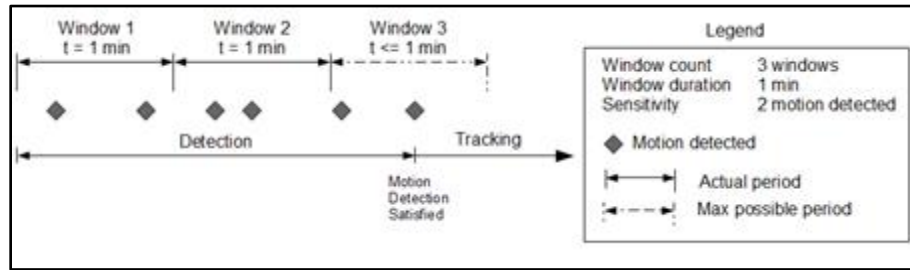 Window 1
t = 1 min
Window 2
t = 1 min
Window 3
t <= 1 min
Detection
Tracking
Motion
Detection
Satisfied
Legend
Window count 3 windows
Window duration 1 min
Sensitivity 2 motion detected
Motion detected
Actual period
Max possible period